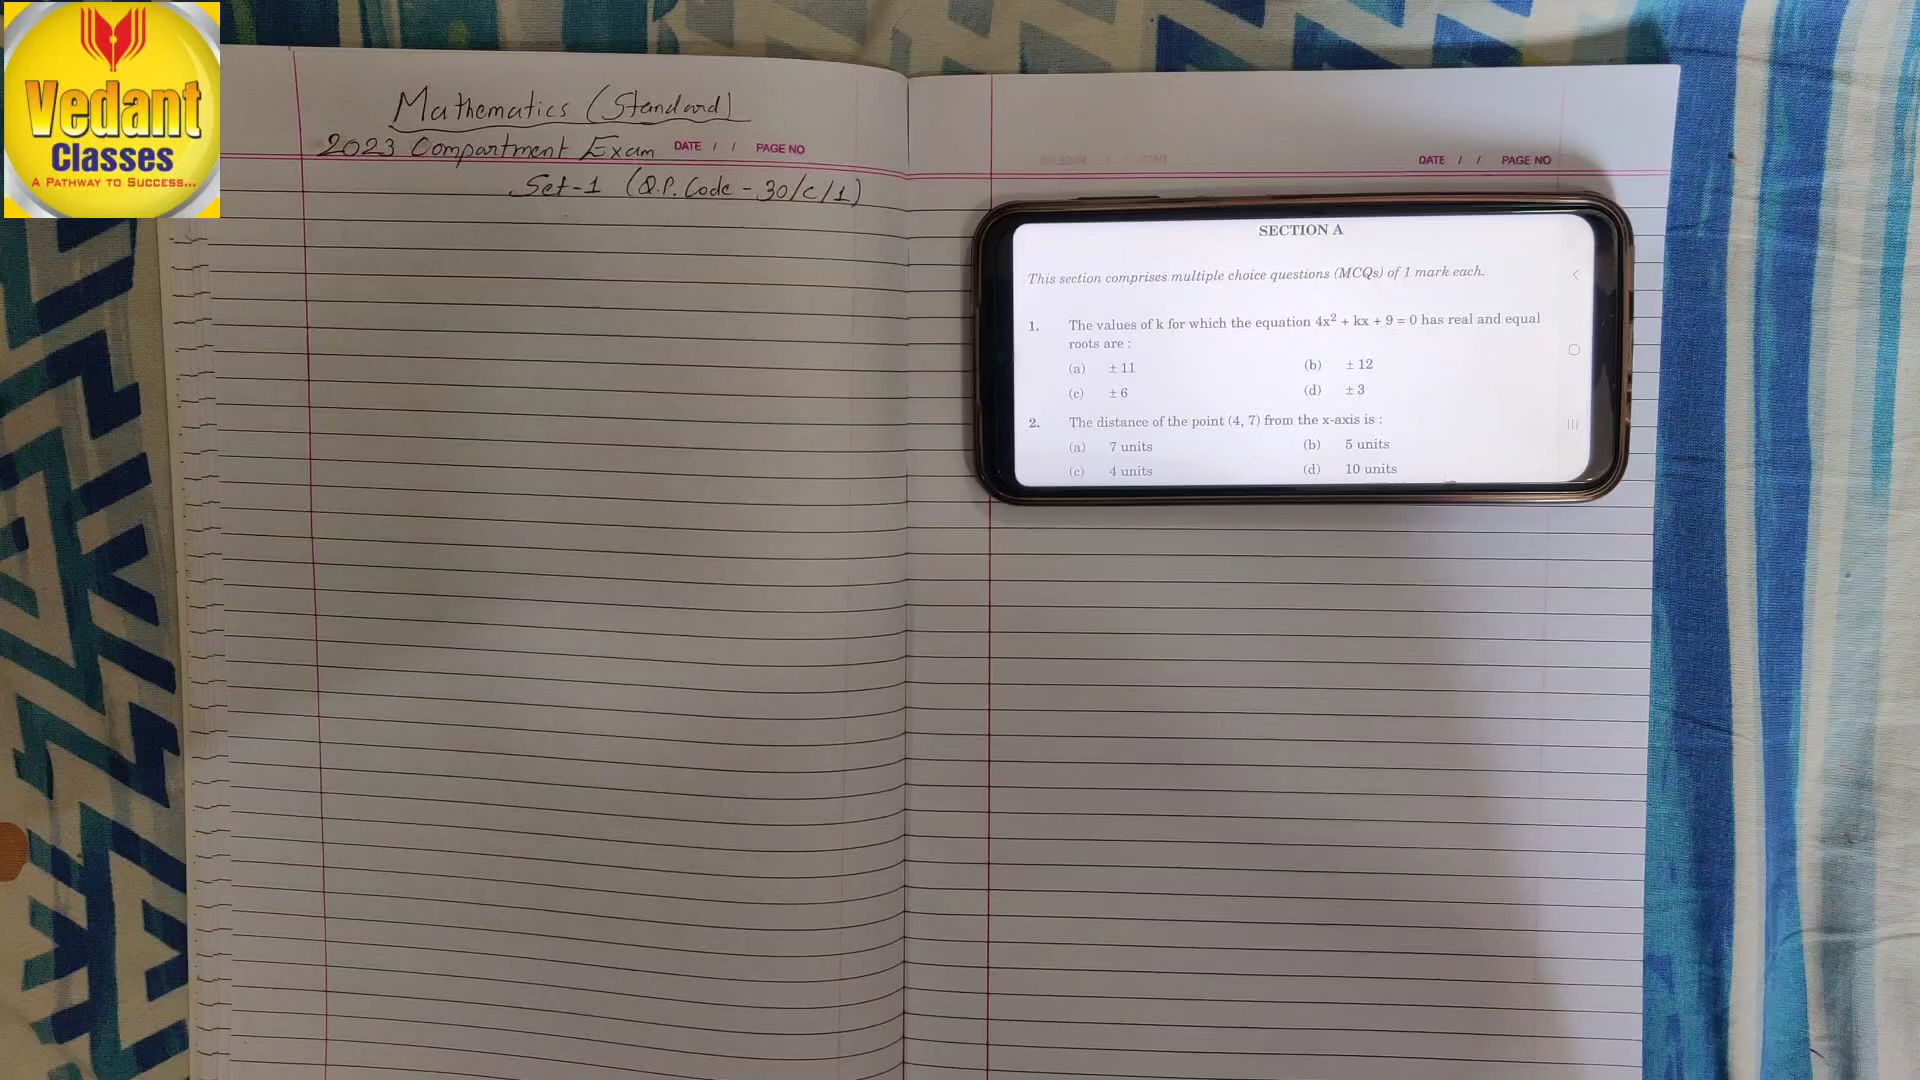 Vedant
Classes
A PATHWAY TO SUCCESS...
Mathematics (Standard)
2023 Compartment Exam
DATE / / PAGE NO
Set-1 (Q.P. Code - 30/C/1)
DATE / / PAGE NO
SECTION A
This section comprises multiple choice questions (MCQs) of 1 mark each.
1. The values of k for which the equation 4x² + kx + 9 = 0 has real and equal
roots are :
(a) ± 11 (b) ± 12
(c) ± 6 (d) ± 3
2. The distance of the point (4, 7) from the x-axis is :
(a) 7 units (b) 5 units
(c) 4 units (d) 10 units